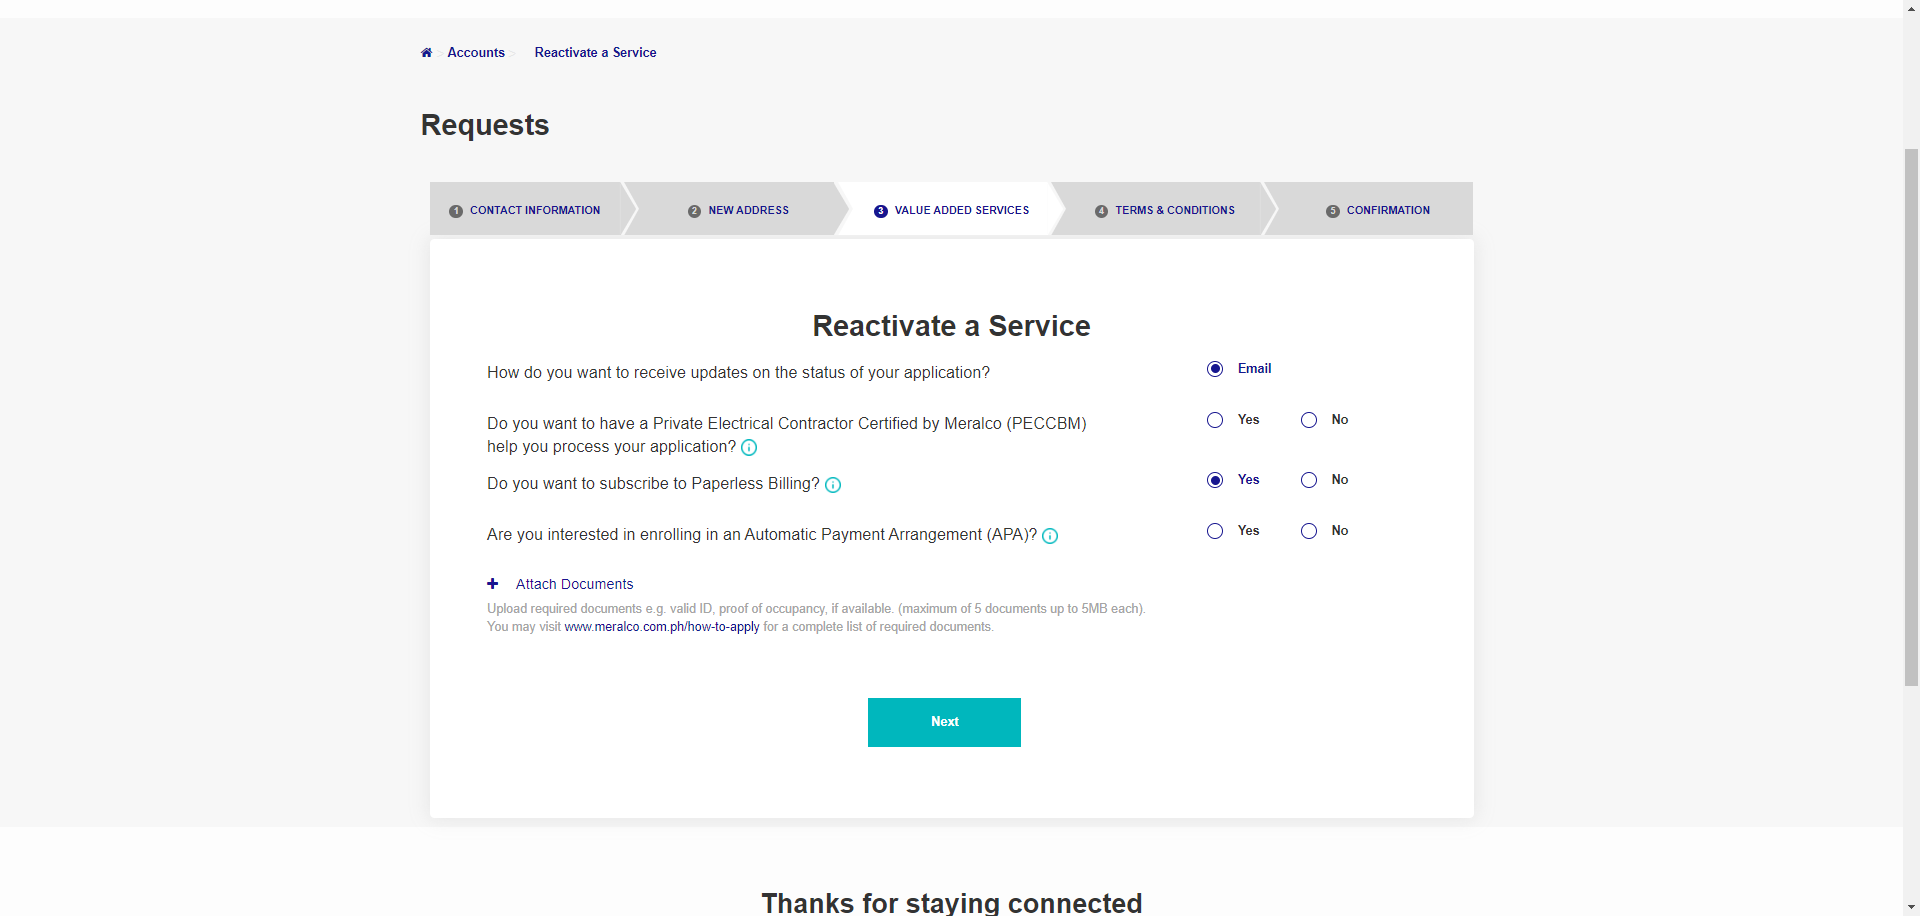 Accounts Reactivate a Service
Requests
1 CONTACT INFORMATION 2 NEW ADDRESS 3 VALUE ADDED SERVICES 4 TERMS & CONDITIONS 5 CONFIRMATION
Reactivate a Service
How do you want to receive updates on the status of your application? Email
Do you want to have a Private Electrical Contractor Certified by Meralco (PECCBM) Yes No
help you process your application?
Do you want to subscribe to Paperless Billing? Yes No
Are you interested in enrolling in an Automatic Payment Arrangement (APA)? Yes No
+ Attach Documents
Upload required documents e.g. valid ID, proof of occupancy, if available. (maximum of 5 documents up to 5MB each).
You may visit www.meralco.com.ph/how-to-apply for a complete list of required documents.
Next
Thanks for staying connected